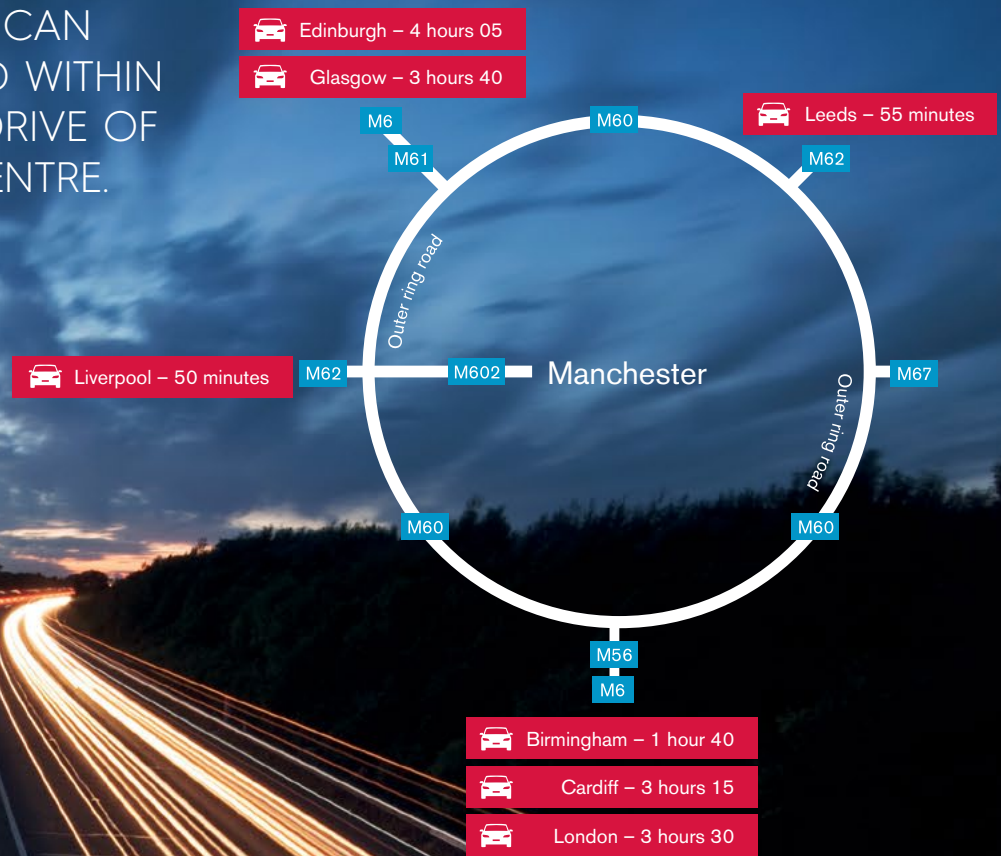 CAN
WITHIN
DRIVE OF
Edinburgh – 4 hours 05
Glasgow – 3 hours 40
M6
M61
M60
Leeds – 55 minutes
M62
Outer ring road
Liverpool – 50 minutes
M62
M602
Manchester
M67
Outer ring road
M60
M60
M56
M6
Birmingham – 1 hour 40
Cardiff – 3 hours 15
London – 3 hours 30